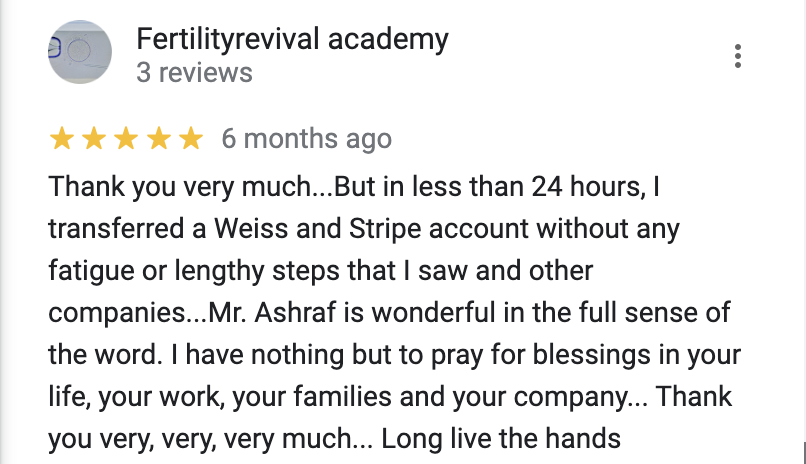 Fertilityrevival academy
3 reviews
6 months ago
Thank you very much...But in less than 24 hours, I
transferred a Weiss and Stripe account without any
fatigue or lengthy steps that I saw and other
companies...Mr. Ashraf is wonderful in the full sense of
the word. I have nothing but to pray for blessings in your
life, your work, your families and your company... Thank
you very, very, very much... Long live the hands